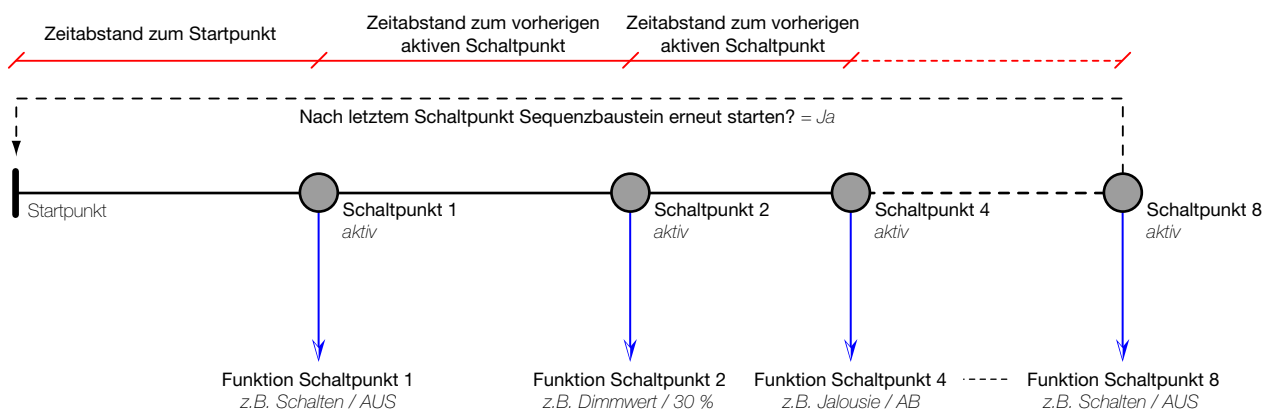 Zeitabstand zum Startpunkt
Zeitabstand zum vorherigen
aktiven Schaltpunkt
Zeitabstand zum vorherigen
aktiven Schaltpunkt
Nach letztem Schaltpunkt Sequenzbaustein erneut starten? = Ja
Startpunkt
Schaltpunkt 1
aktiv
Schaltpunkt 2
aktiv
Schaltpunkt 4
aktiv
Schaltpunkt 8
aktiv
Funktion Schaltpunkt 1
z.B. Schalten / AUS
Funktion Schaltpunkt 2
z.B. Dimmwert / 30 %
Funktion Schaltpunkt 4
z.B. Jalousie / AB
Funktion Schaltpunkt 8
z.B. Schalten / AUS